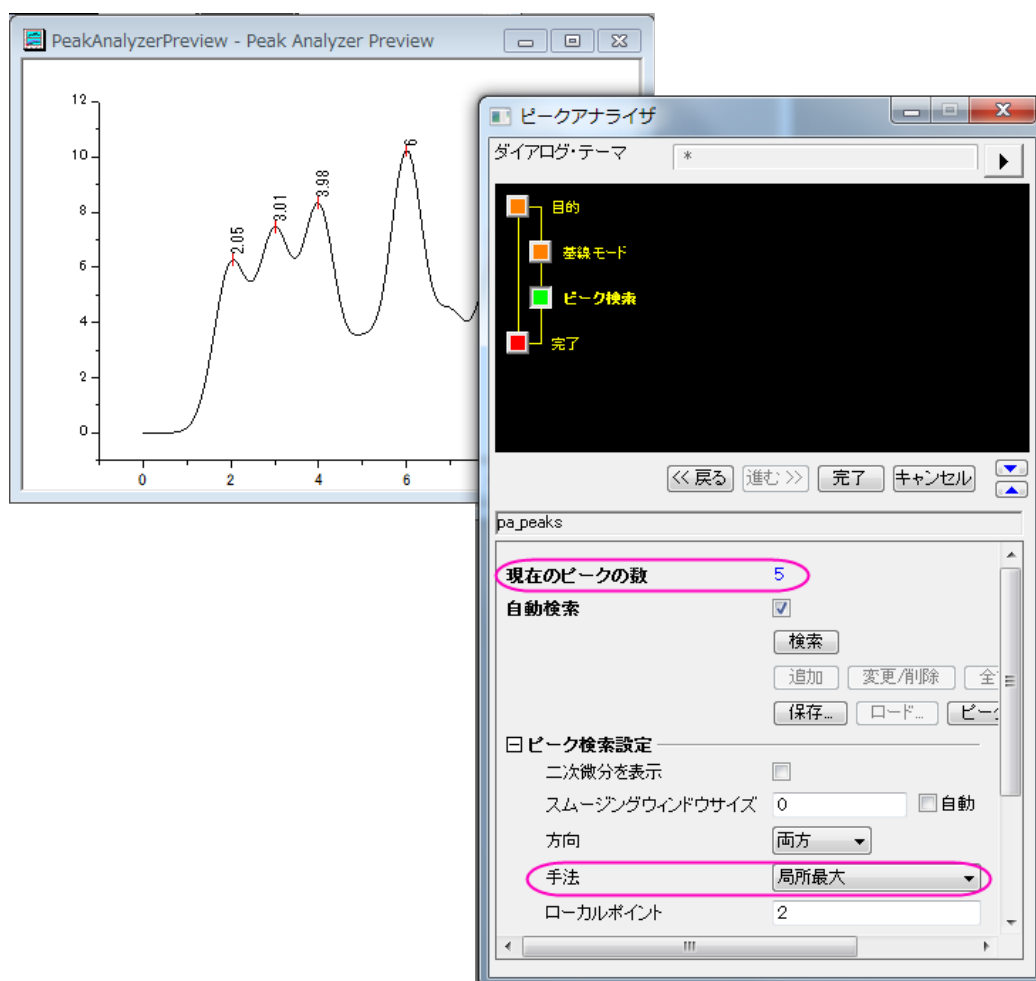 PeakAnalyzerPreview - Peak Analyzer Preview
12
10
8
6
4
2
0
2.05
3.01
3.98
6
0
2
4
6
ピークアナライザ
ダイアログ・テーマ
*
目的
基線モード
ピーク検索
完了
<< 戻る 進む >> 完了 キャンセル
pa_peaks
現在のピークの数 5
自動検索
検索
追加 変更/削除 全
保存... ロード... ピー
ピーク検索設定
二次微分を表示
スムージングウィンドウサイズ 0 自動
方向 両方
手法 局所最大
ローカルポイント 2